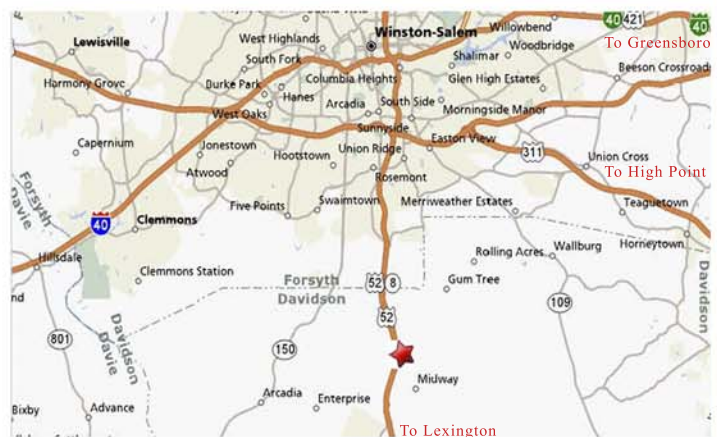 40 421
40
Winston-Salem
Willowbend
To Greensboro
Lewisville
West Highlands
Woodbridge
South Fork
Shalimar
Beeson Crossroads
Harmony Grove
Burke Park
Columbia Heights
Glen High Estates
Hanes
Arcadia
South Side
Morningside Manor
West Oaks
Sunnyside
Capernium
Jonestown
Hootstown
Union Ridge
Easton View
311
Union Cross
Atwood
Rosemont
To High Point
Forsyth
Davie
Five Points
Swaimtown
Merriweather Estates
Teaguetown
40
Clemmons
Horneytown
Hillsdale
Rolling Acres
Wallburg
Clemmons Station
Forsyth
Davidson
52 8
Gum Tree
Davidson
nd
109
52
801
Davidson
Davie
150
Midway
Arcadia
Enterprise
Bixby
Advance
To Lexington